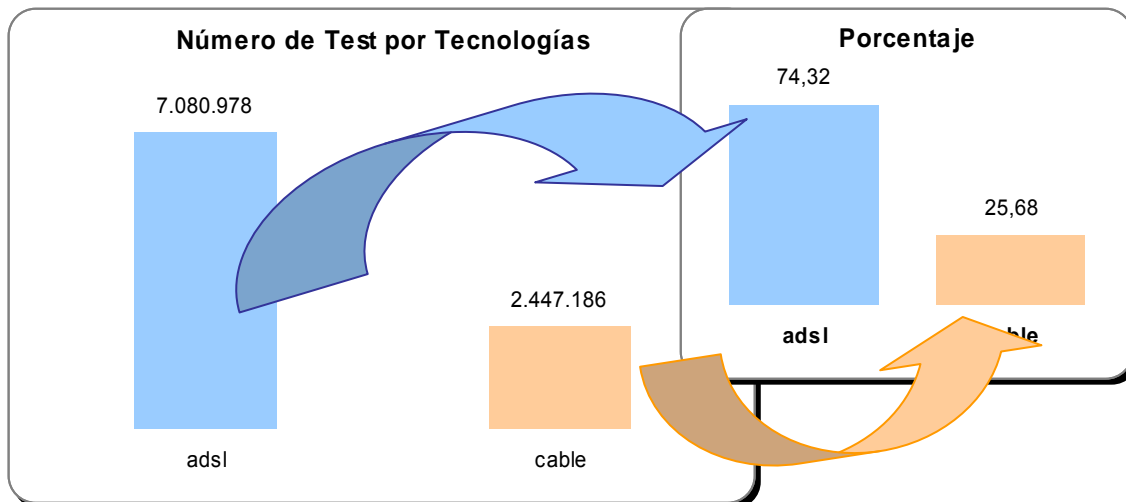 Número de Test por Tecnologías
7.080.978
2.447.186
adsl
cable
Porcentaje
74,32
25,68
adsl